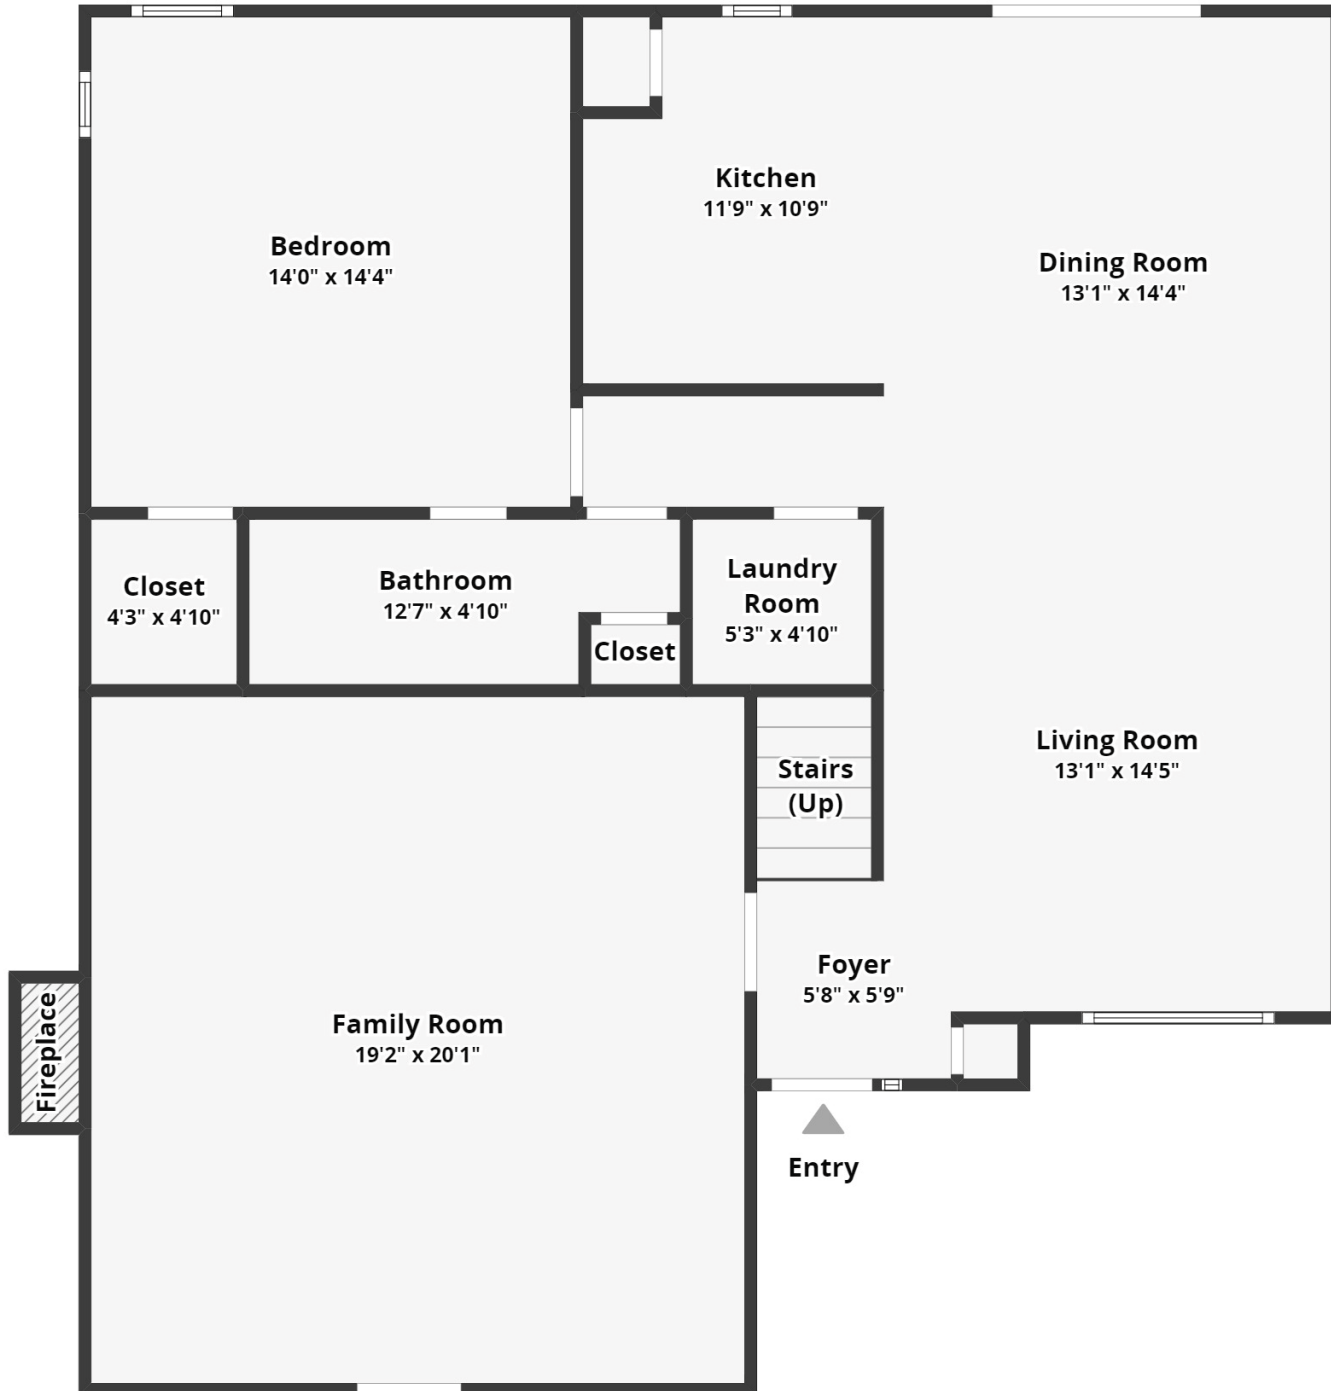 Kitchen
11'9" x 10'9"
Bedroom
14'0" x 14'4"
Dining Room
13'1" x 14'4"
Closet
4'3" x 4'10"
Bathroom
12'7" x 4'10"
Laundry
Room
5'3" x 4'10"
Closet
Stairs
(Up)
Living Room
13'1" x 14'5"
Foyer
5'8" x 5'9"
Family Room
19'2" x 20'1"
Fireplace
Entry